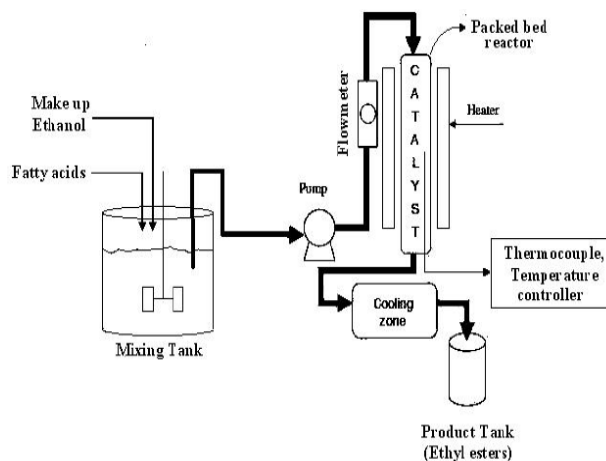 Packed bed
reactor
Make up
Ethanol
Fatty acids
Flowmeter
CATALYST
Heater
Pump
Thermocouple,
Temperature
controller
Cooling
zone
Mixing Tank
Product Tank
(Ethyl esters)